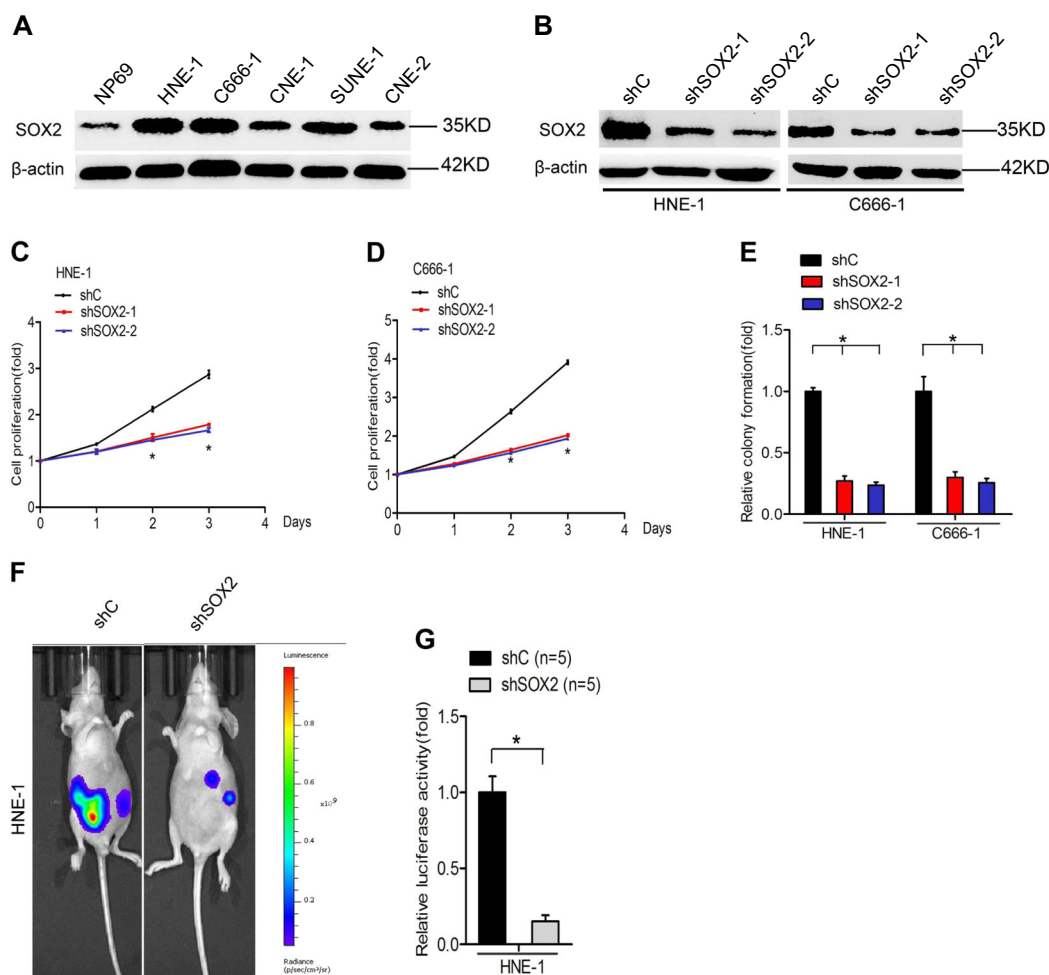 A
NP69 HNE-1 C666-1 CNE-1 SUNE-1 CNE-2
SOX2 35KD
β-actin 42KD
B
shC shSOX2-1 shSOX2-2 shC shSOX2-1 shSOX2-2
SOX2 35KD
β-actin 42KD
HNE-1 C666-1
C
HNE-1
shC
shSOX2-1
shSOX2-2
Cell proliferation(fold)
4
3
2
1
0
0 1 2 3 4 Days
* *
D
C666-1
shC
shSOX2-1
shSOX2-2
Cell proliferation(fold)
5
4
3
2
1
0
0 1 2 3 4 Days
* *
E
shC
shSOX2-1
shSOX2-2
Relative colony formation(fold)
1.5
1.0
0.5
0.0
* *
HNE-1 C666-1
F
shC shSOX2
HNE-1
Luminescence
0.8
0.6
x10^9
0.4
0.2
Radiance
(p/sec/cm²/sr)
G
shC (n=5)
shSOX2 (n=5)
Relative luciferase activity(fold)
1.5
1.0
0.5
0.0
*
HNE-1